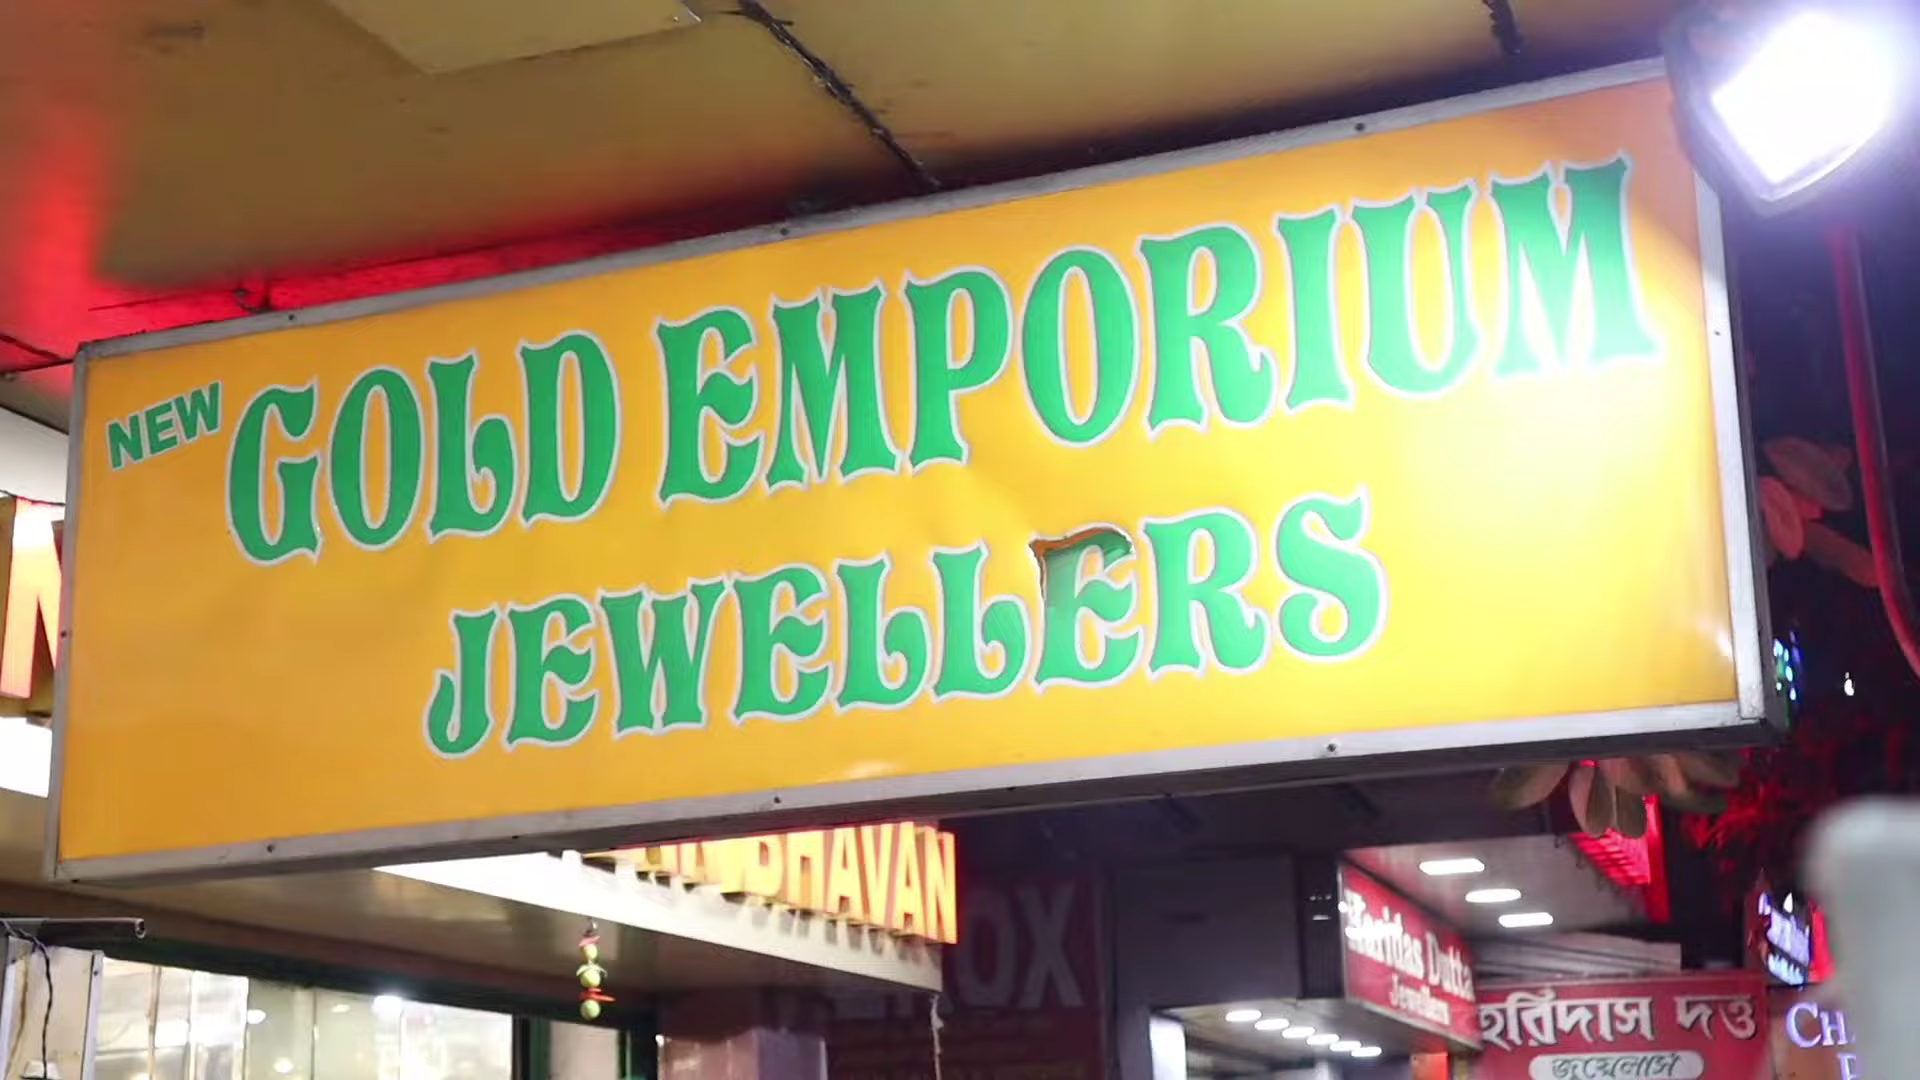 NEW GOLD EMPORIUM
JEWELLERS
BHAVAN
Haridas Dutta
Jewellers
হরিদাস দত্ত
জুয়েলার্স